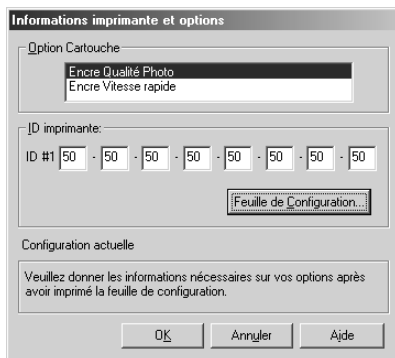 Informations imprimante et options
Option Cartouche
Encre Qualité Photo
Encre Vitesse rapide
ID imprimante:
ID #1 50 - 50 - 50 - 50 - 50 - 50 - 50 - 50
Feuille de Configuration...
Configuration actuelle
Veuillez donner les informations nécessaires sur vos options après
avoir imprimé la feuille de configuration.
OK Annuler Aide